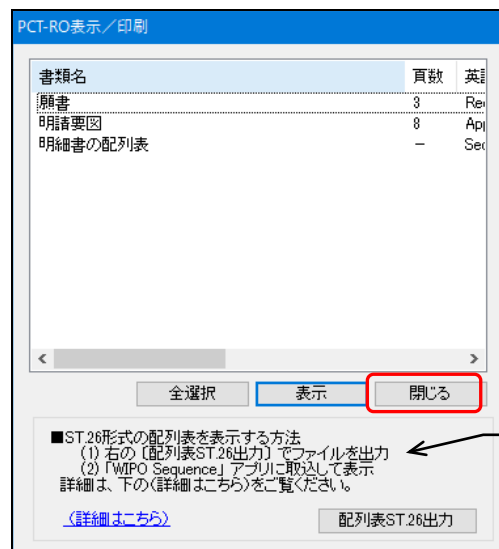 PCT-RO表示／印刷
書類名 頁数 英
願書 3 Re
明請要図 8 Ap
明細書の配列表 － Sec
全選択 表示 閉じる
■ST.26形式の配列表を表示する方法
(1) 右の［配列表ST.26出力］でファイルを出力
(2)「WIPO Sequence」アプリに取込して表示
詳細は、下の(詳細はこちら)をご覧ください。
(詳細はこちら) 配列表ST.26出力